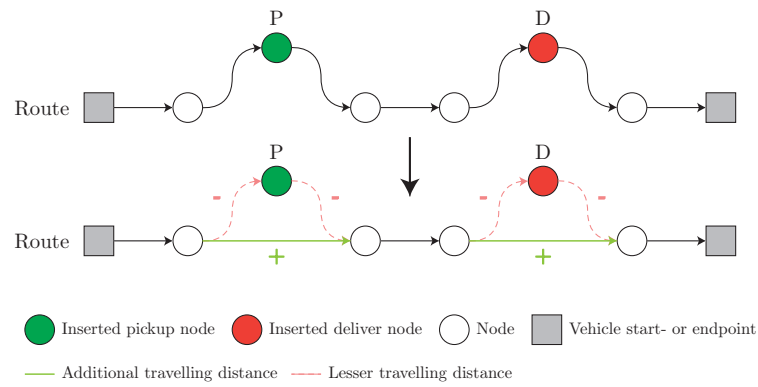 P D
Route
P D
- - - -
Route
+ +
Inserted pickup node Inserted deliver node Node Vehicle start- or endpoint
Additional travelling distance Lesser travelling distance